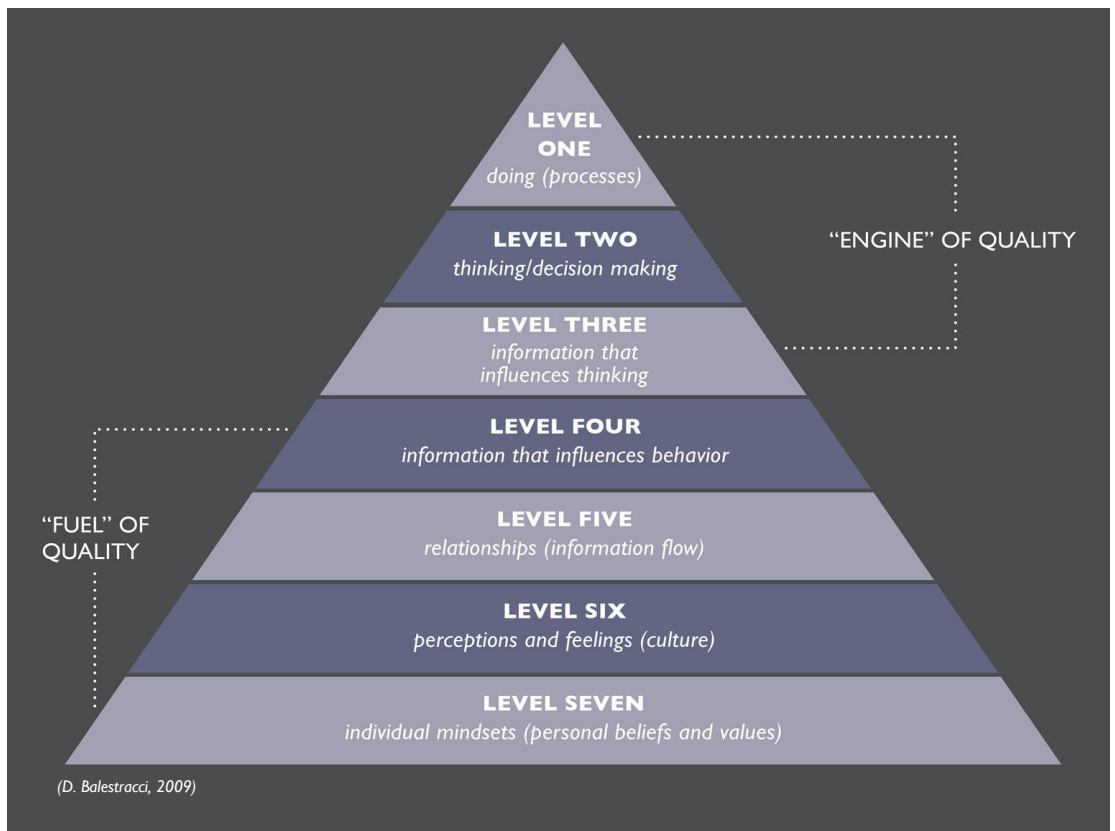 LEVEL
ONE
doing (processes)
LEVEL TWO
thinking/decision making
“ENGINE” OF QUALITY
LEVEL THREE
information that
influences thinking
LEVEL FOUR
information that influences behavior
“FUEL” OF
QUALITY
LEVEL FIVE
relationships (information flow)
LEVEL SIX
perceptions and feelings (culture)
LEVEL SEVEN
individual mindsets (personal beliefs and values)
(D. Balestracci, 2009)